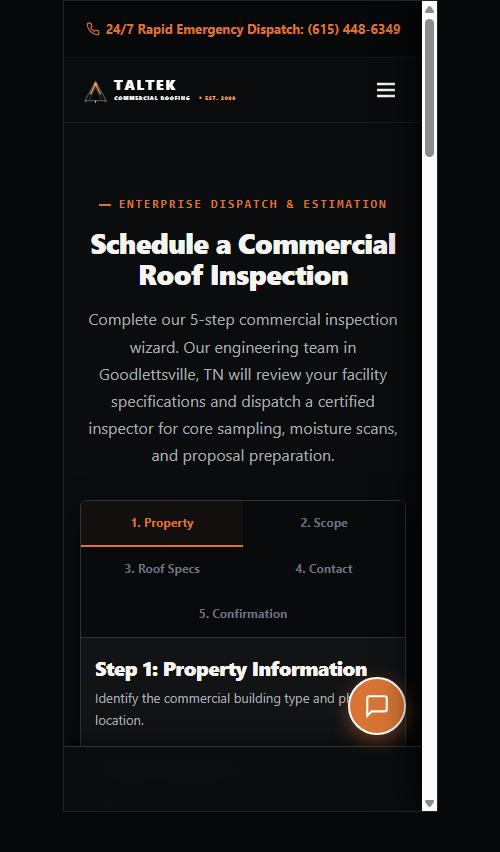 24/7 Rapid Emergency Dispatch: (615) 448-6349
TALTEK
COMMERCIAL ROOFING • EST. 2009
— ENTERPRISE DISPATCH & ESTIMATION
Schedule a Commercial
Roof Inspection
Complete our 5-step commercial inspection
wizard. Our engineering team in
Goodlettsville, TN will review your facility
specifications and dispatch a certified
inspector for core sampling, moisture scans,
and proposal preparation.
1. Property
2. Scope
3. Roof Specs
4. Contact
5. Confirmation
Step 1: Property Information
Identify the commercial building type and
location.